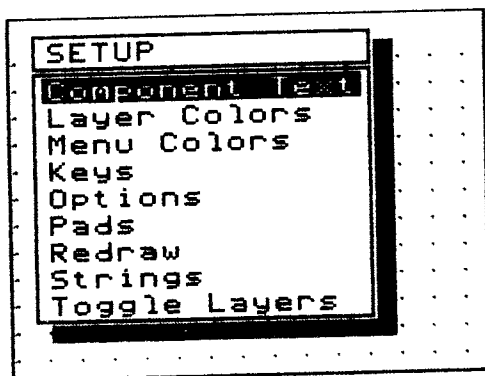 SETUP
Component Text
Layer Colors
Menu Colors
Keys
Options
Pads
Redraw
Strings
Toggle Layers